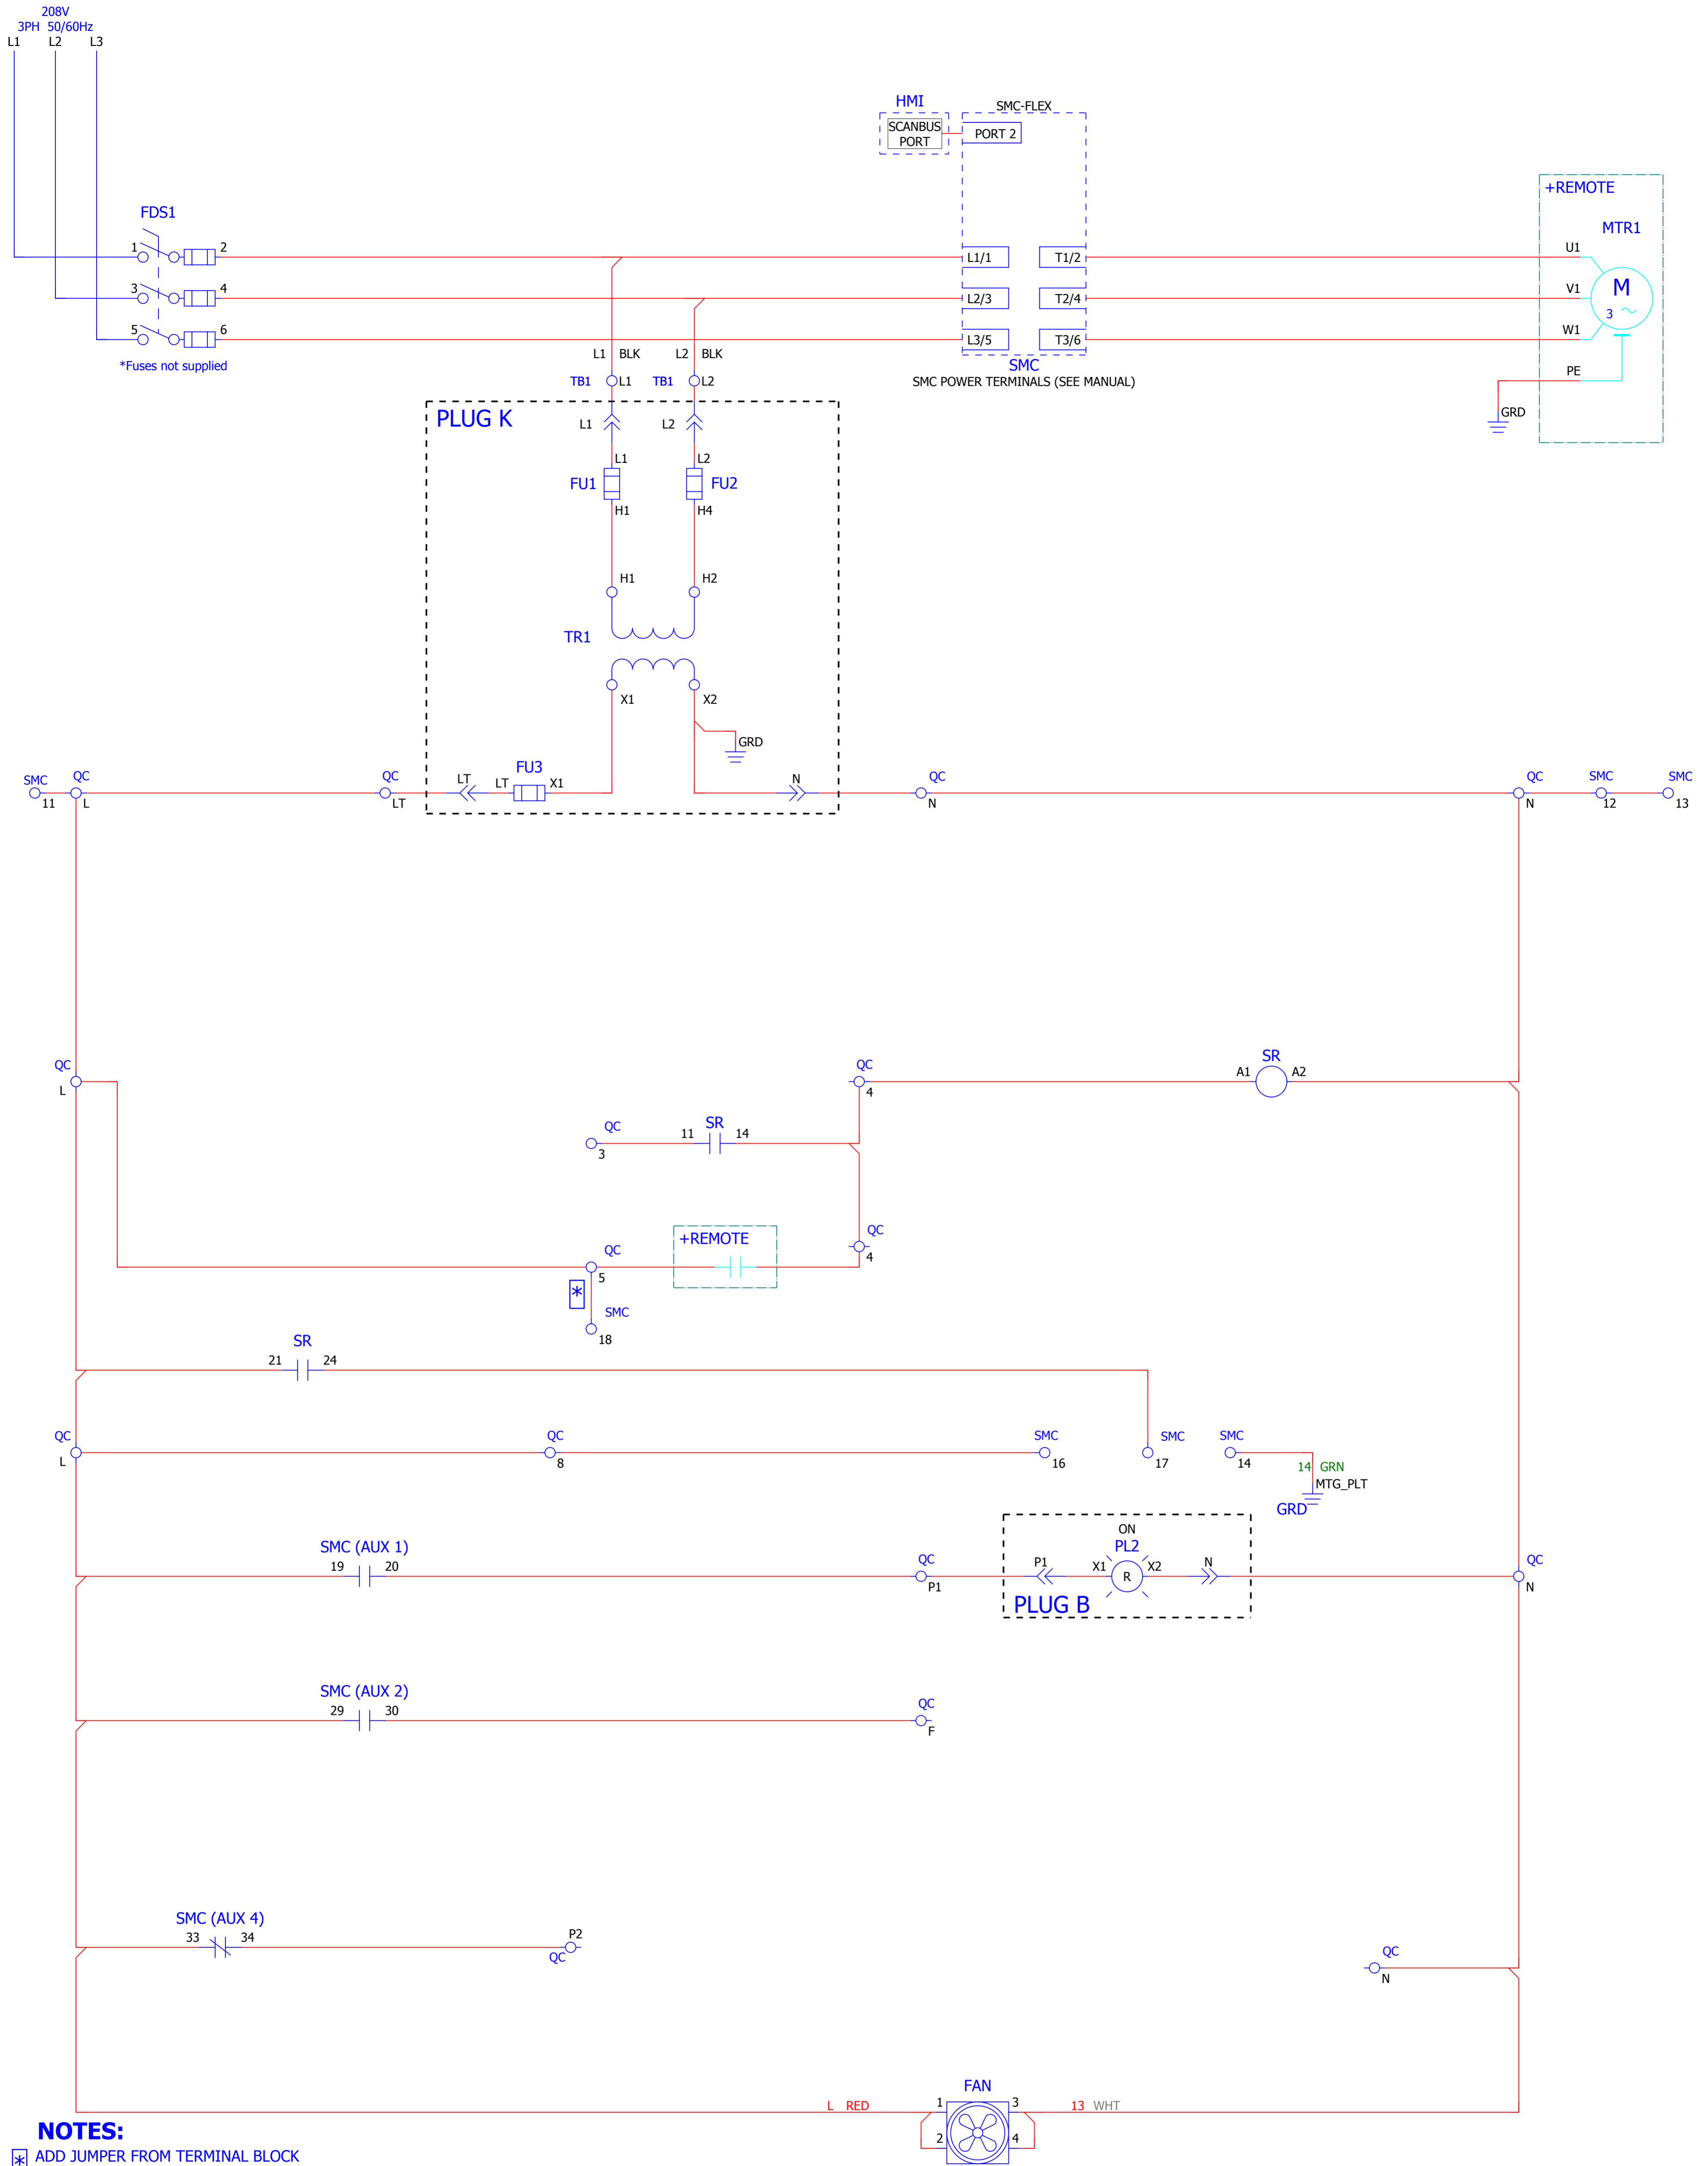 208V
3PH 50/60Hz
L1 L2 L3
HMI
SCANBUS
PORT
SMC-FLEX
PORT 2
+REMOTE
MTR1
FDS1
1 2
3 4
5 6
*Fuses not supplied
L1/1 T1/2
L2/3 T2/4
L3/5 T3/6
SMC
SMC POWER TERMINALS (SEE MANUAL)
U1
V1
W1
PE
M
3
GRD
L1 BLK L2 BLK
TB1 L1 TB1 L2
PLUG K
L1 L2
L1 L2
FU1 FU2
H1 H4
H1 H2
TR1
X1 X2
GRD
SMC QC QC LT LT FU3 X1 N QC QC SMC SMC
11 L LT N N 12 13
QC QC SR
L 4 A1 A2
QC SR
3 11 14
+REMOTE QC
4
QC
5
*
SMC
18
SR
21 24
QC QC SMC SMC SMC
L 8 16 17 14
14 GRN
MTG_PLT
GRD
SMC (AUX 1)
19 20
QC
P1
ON
PL2
P1 X1 R X2 N
PLUG B
QC
N
SMC (AUX 2)
29 30
QC
F
SMC (AUX 4)
33 34
P2
QC
QC
N
FAN
L RED 1 3 13 WHT
2 4
NOTES:
* ADD JUMPER FROM TERMINAL BLOCK